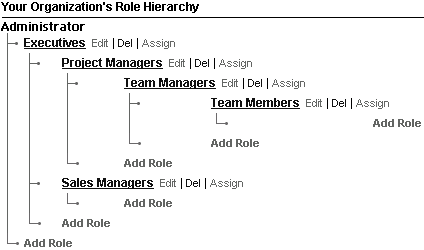 Your Organization's Role Hierarchy
Administrator
Executives Edit | Del | Assign
Project Managers Edit | Del | Assign
Team Managers Edit | Del | Assign
Team Members Edit | Del | Assign
Add Role
Add Role
Add Role
Sales Managers Edit | Del | Assign
Add Role
Add Role
Add Role